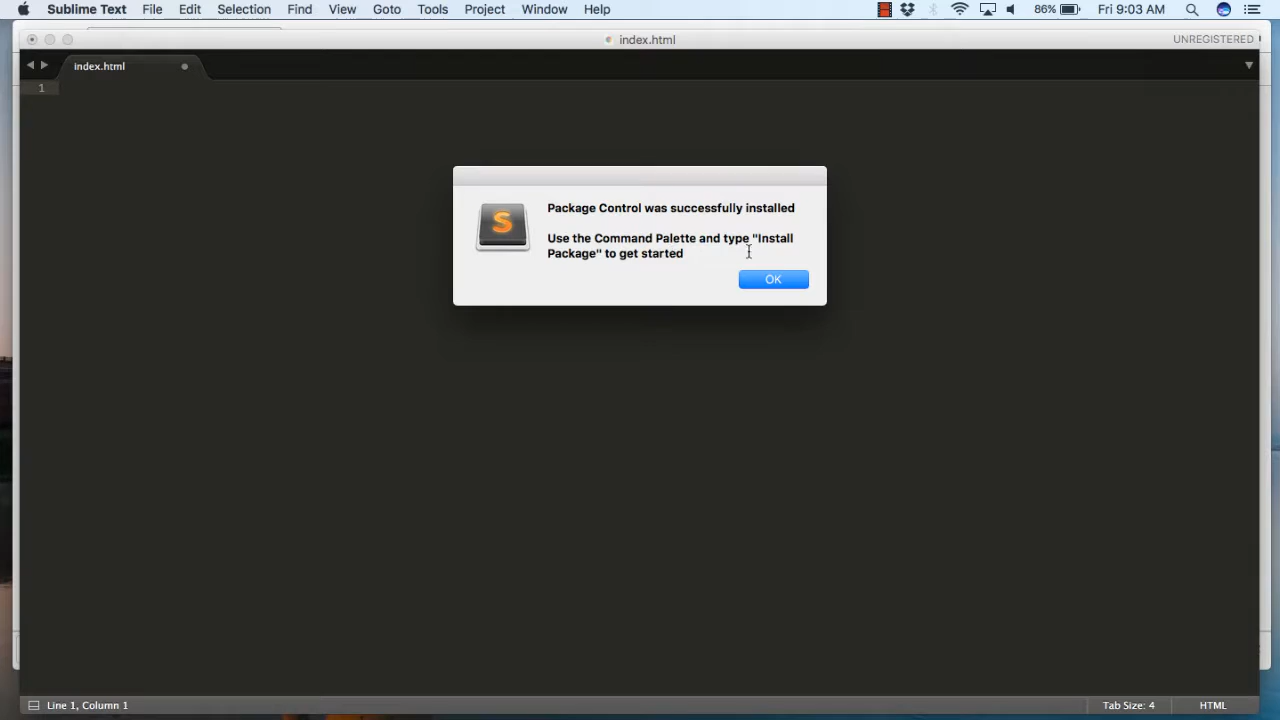 Sublime Text File Edit Selection Find View Goto Tools Project Window Help 86% Fri 9:03 AM
index.html UNREGISTERED
index.html
1
S
Package Control was successfully installed
Use the Command Palette and type "Install
Package" to get started
OK
Line 1, Column 1 Tab Size: 4 HTML